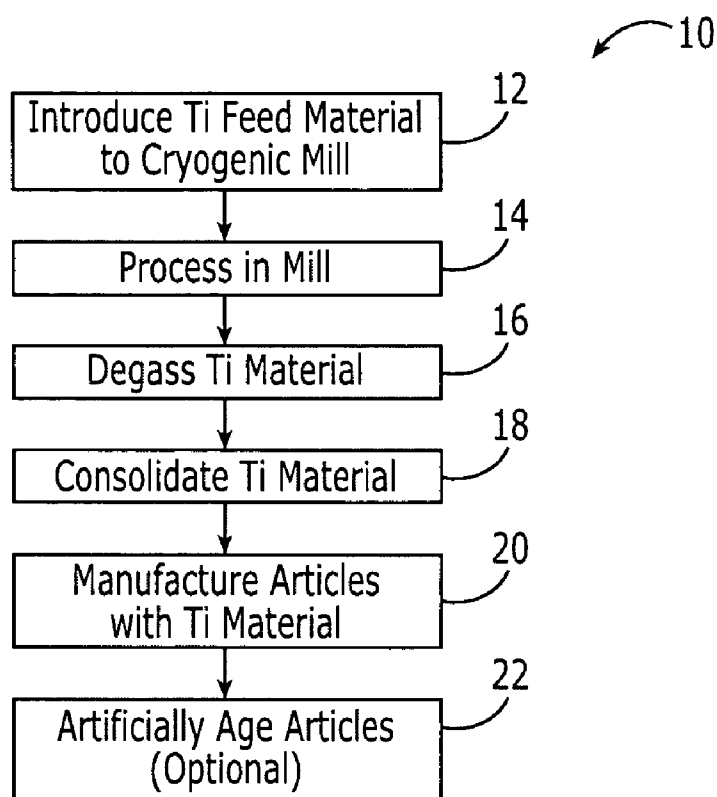 10
12
Introduce Ti Feed Material
to Cryogenic Mill
14
Process in Mill
16
Degass Ti Material
18
Consolidate Ti Material
20
Manufacture Articles
with Ti Material
22
Artificially Age Articles
(Optional)